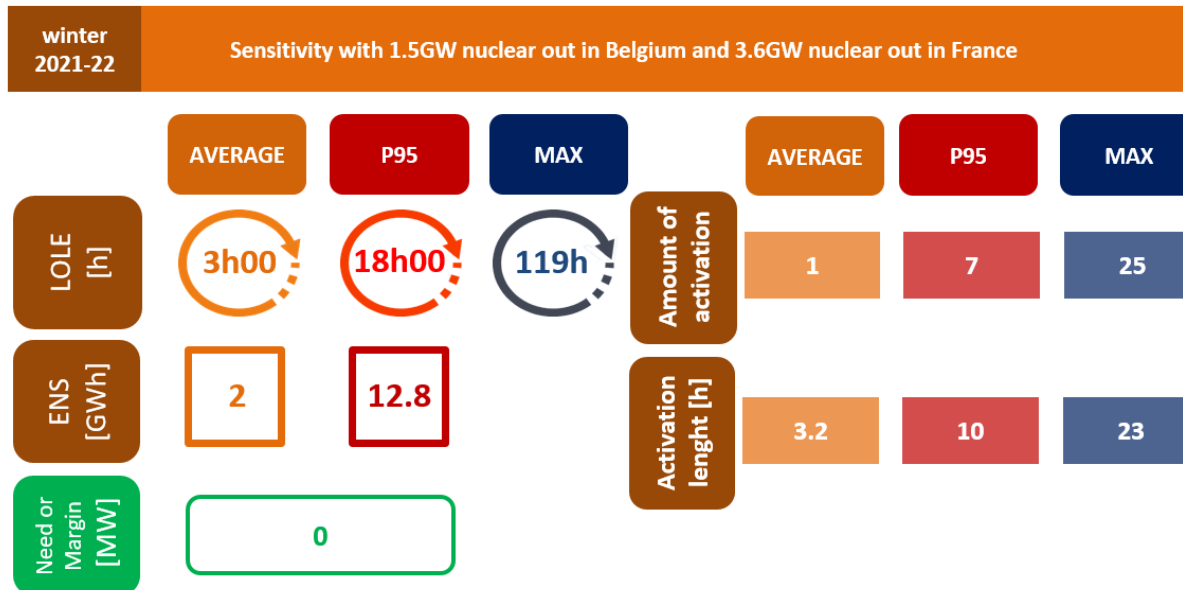 winter
2021-22
Sensitivity with 1.5GW nuclear out in Belgium and 3.6GW nuclear out in France
AVERAGE
P95
MAX
LOLE
[h]
3h00
18h00
119h
ENS
[GWh]
2
12.8
Need or
Margin
[MW]
0
AVERAGE
P95
MAX
Amount of
activation
1
7
25
Activation
lenght [h]
3.2
10
23